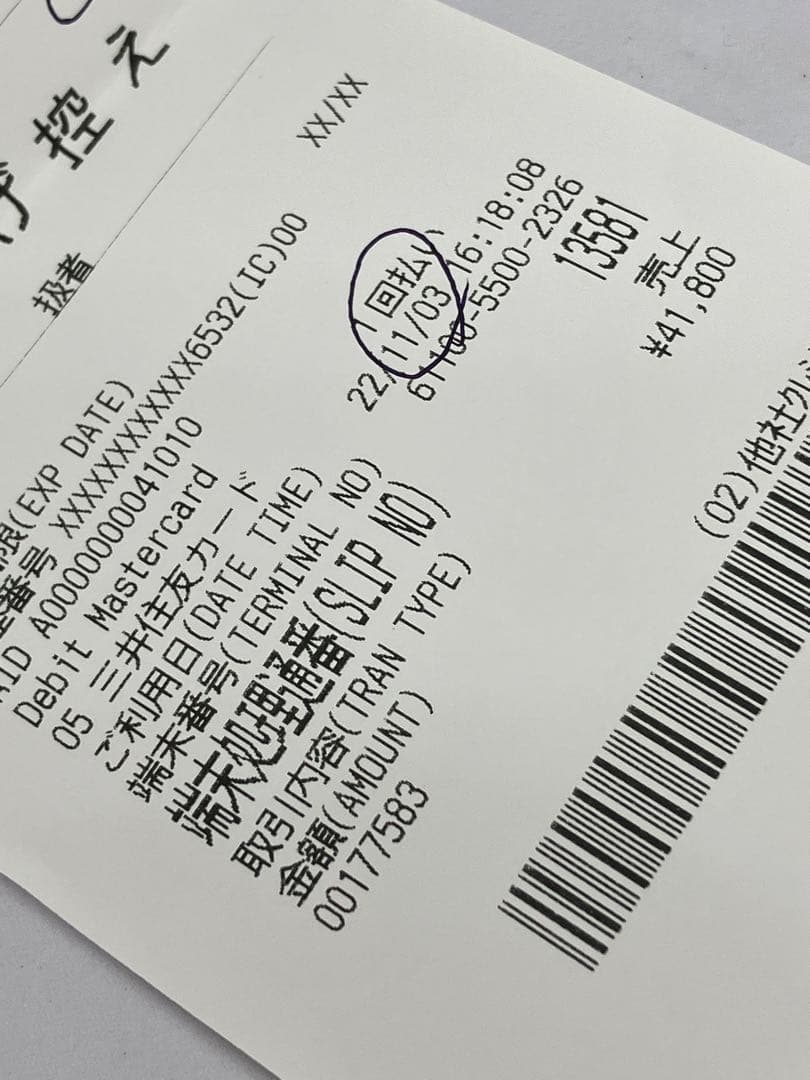 控え
扱者
(EXP DATE) XX/XX
番号 XXXXXXXXXXXX6532(IC)00
AID A0000000041010
Debit Mastercard
05 三井住友カード 1回払い
ご利用日(DATE TIME) 22/11/03 16:18:08
端末番号(TERMINAL NO) 61100-5500-2326
端末処理通番(SLIP NO) 13581
取引内容(TRAN TYPE) 売上
金額(AMOUNT) ¥41,800
00177583
(02)他社クレ